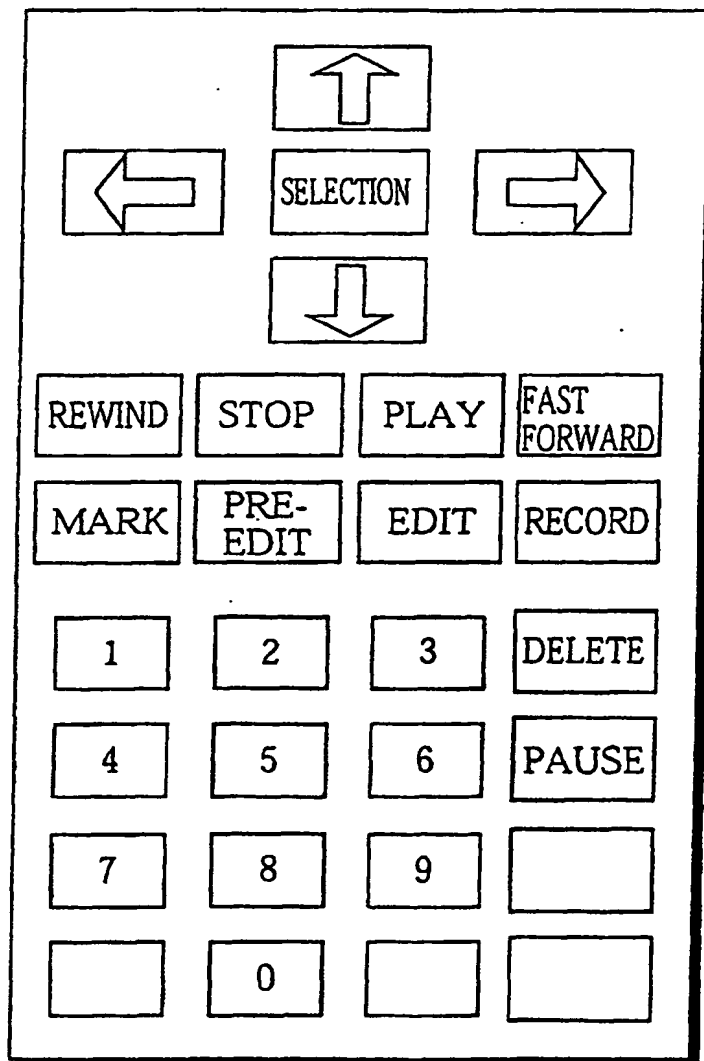 SELECTION
REWIND STOP PLAY FAST FORWARD
MARK PRE-EDIT EDIT RECORD
1 2 3 DELETE
4 5 6 PAUSE
7 8 9
0